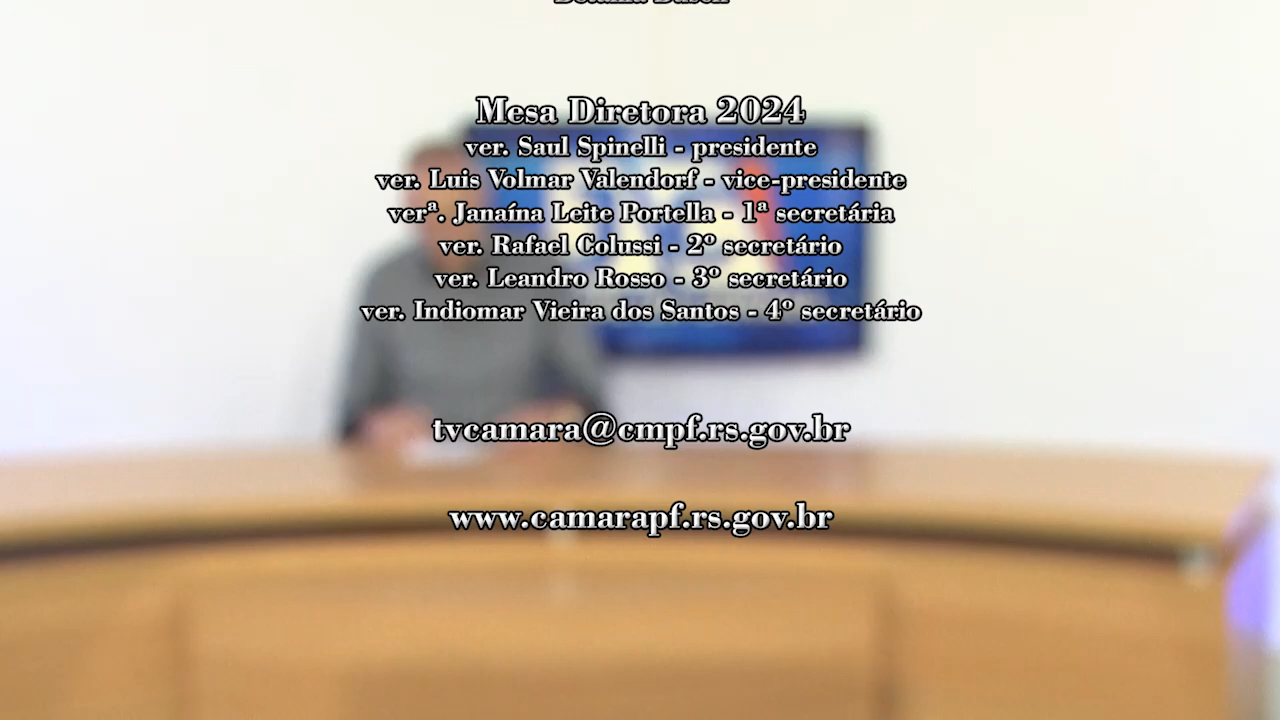 Mesa Diretora 2024
ver. Saul Spinelli - presidente
ver. Luis Volmar Valendorf - vice-presidente
verª. Janaína Leite Portella - 1ª secretária
ver. Rafael Colussi - 2º secretário
ver. Leandro Rosso - 3º secretário
ver. Indiomar Vieira dos Santos - 4º secretário
tvcamara@cmpf.rs.gov.br
www.camarapf.rs.gov.br